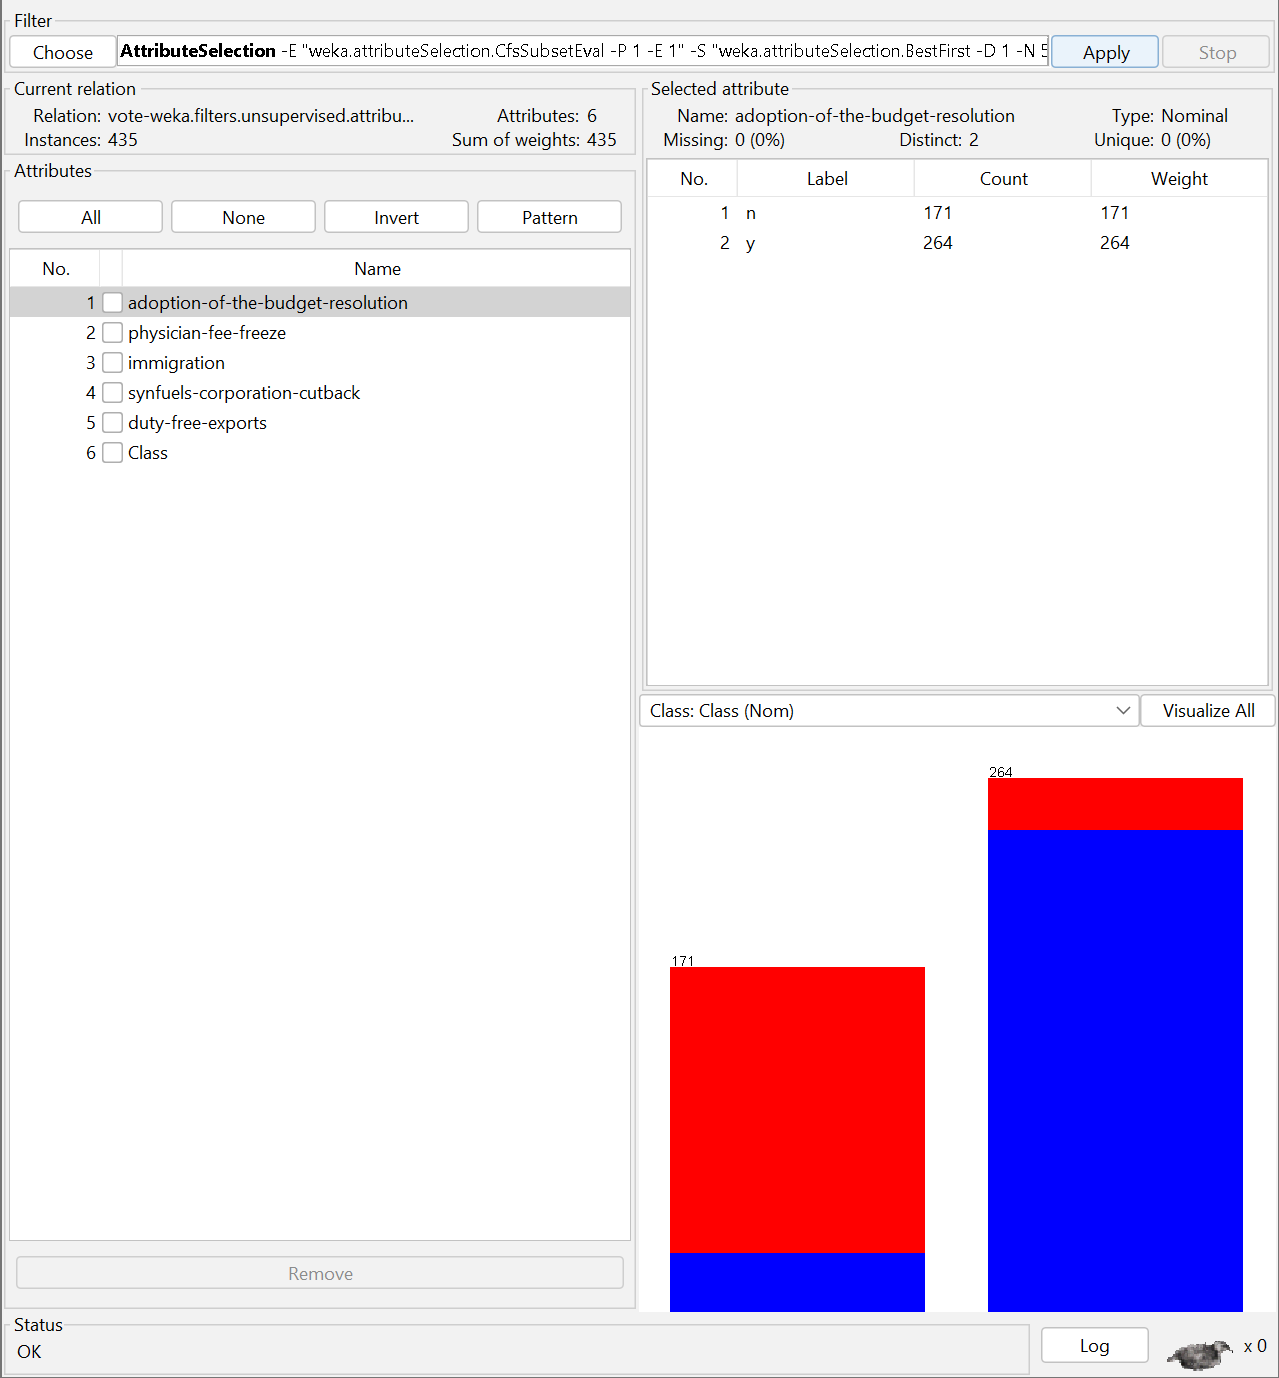 Filter
Choose AttributeSelection -E "weka.attributeSelection.CfsSubsetEval -P 1 -E 1" -S "weka.attributeSelection.BestFirst -D 1 -N 5 Apply Stop
Current relation
Relation: vote-weka.filters.unsupervised.attribu... Attributes: 6
Instances: 435 Sum of weights: 435
Attributes
All None Invert Pattern
No. Name
1 adoption-of-the-budget-resolution
2 physician-fee-freeze
3 immigration
4 synfuels-corporation-cutback
5 duty-free-exports
6 Class
Remove
Selected attribute
Name: adoption-of-the-budget-resolution Type: Nominal
Missing: 0 (0%) Distinct: 2 Unique: 0 (0%)
No. Label Count Weight
1 n 171 171
2 y 264 264
Class: Class (Nom) Visualize All
264
171
Status
OK
Log x 0